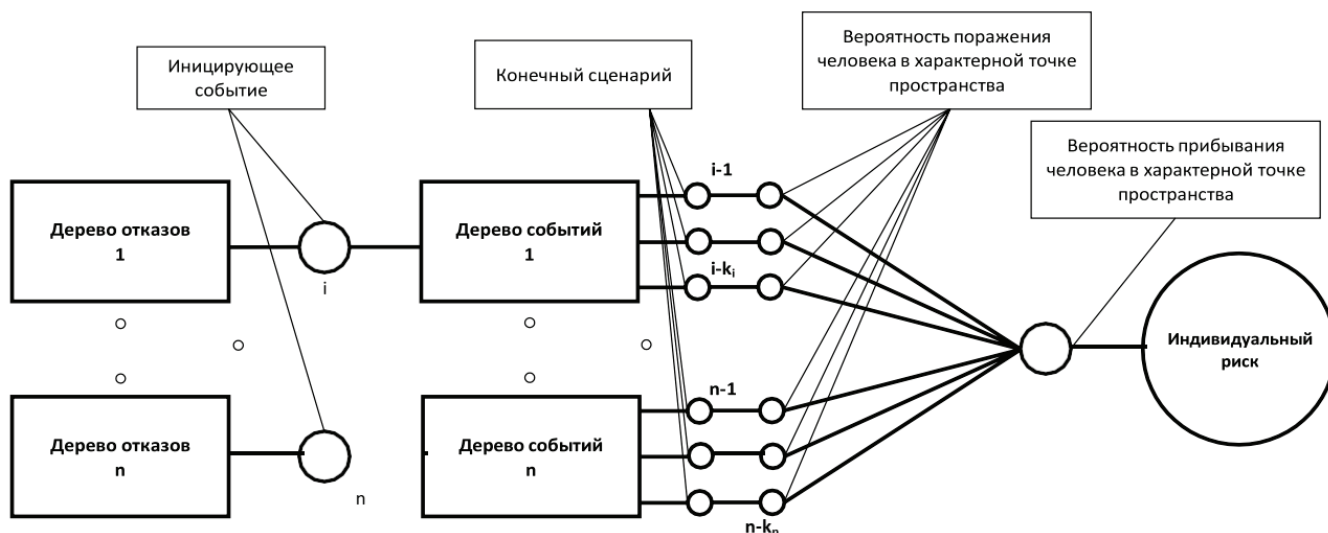 Иницирующее
событие
Конечный сценарий
Вероятность поражения
человека в характерной точке
пространства
Вероятность прибывания
человека в характерной точке
пространства
Дерево отказов
1
i
Дерево событий
1
i-1
i-kᵢ
Дерево отказов
n
n
Дерево событий
n
n-1
n-kₙ
Индивидуальный
риск